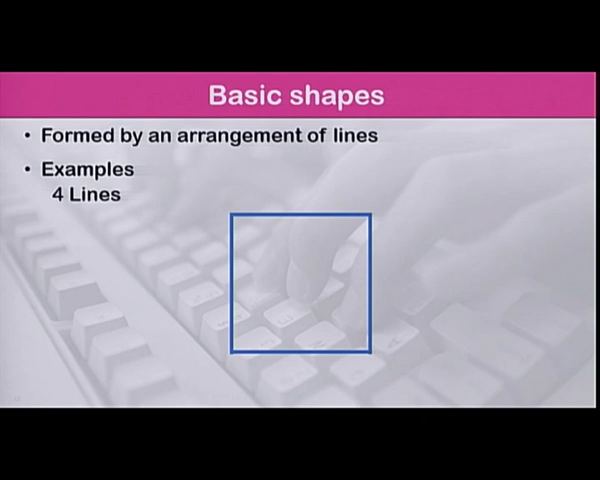 Basic shapes
• Formed by an arrangement of lines
• Examples
4 Lines